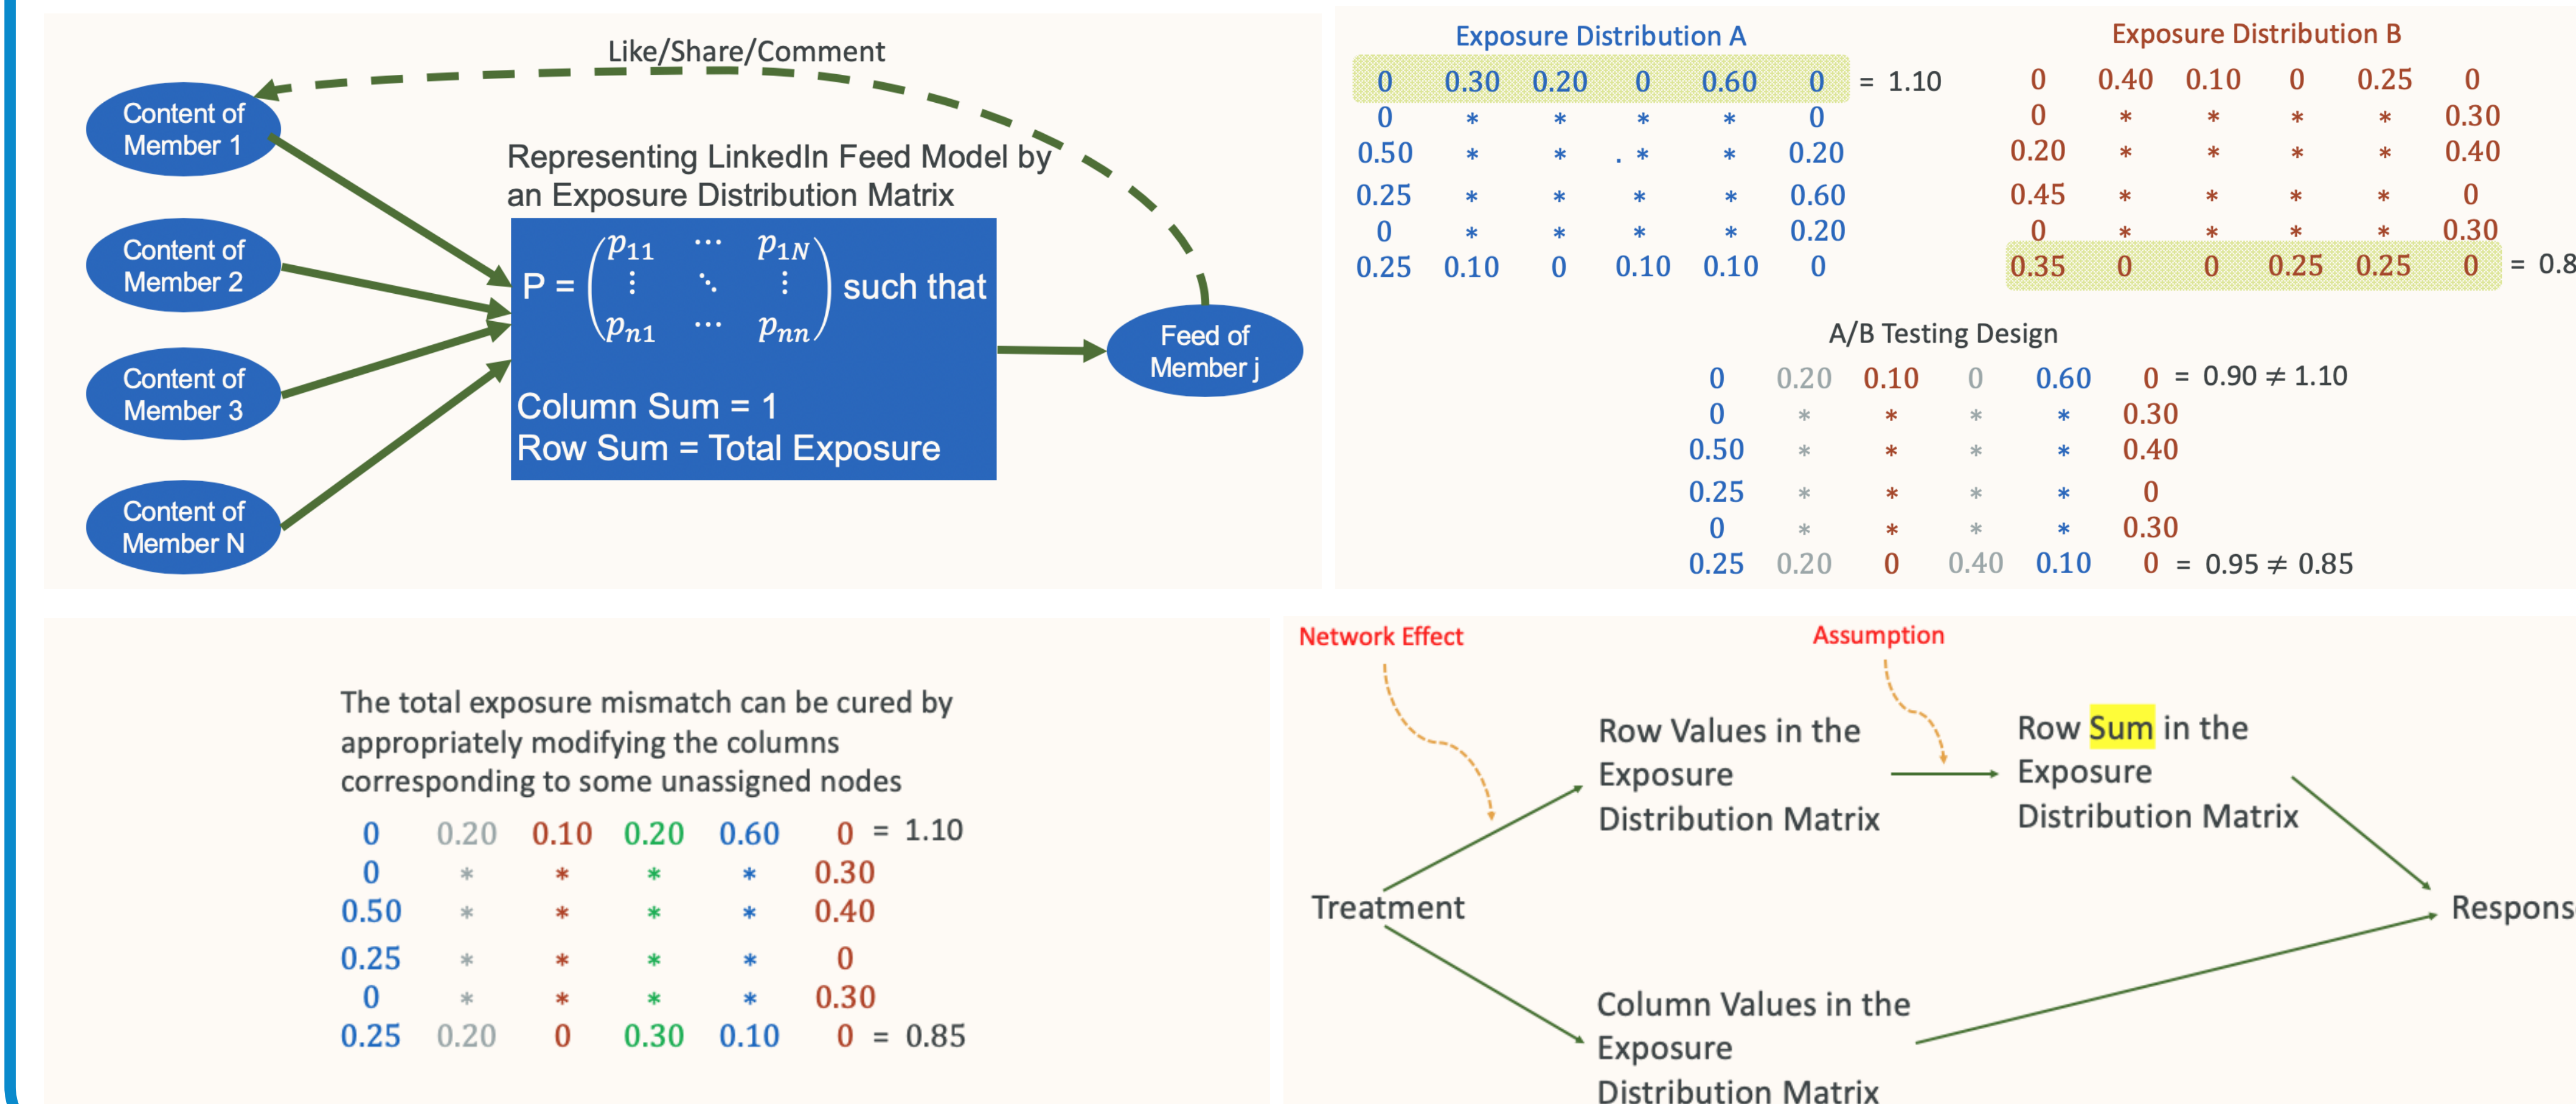 Like/Share/Comment
Content of
Member 1
Content of
Member 2
Content of
Member 3
Content of
Member N
Representing LinkedIn Feed Model by
an Exposure Distribution Matrix
P = (p11 ⋯ p1N
⋮ ⋱ ⋮
pn1 ⋯ pnn) such that
Column Sum = 1
Row Sum = Total Exposure
Feed of
Member j
Exposure Distribution A
0 0.30 0.20 0 0.60 0 = 1.10
0 * * * * 0
0.50 * * . * * 0.20
0.25 * * * * 0.60
0 * * * * 0.20
0.25 0.10 0 0.10 0.10 0
Exposure Distribution B
0 0.40 0.10 0 0.25 0
0 * * * * 0.30
0.20 * * * * 0.40
0.45 * * * * 0
0 * * * * 0.30
0.35 0 0 0.25 0.25 0 = 0.8
A/B Testing Design
0 0.20 0.10 0 0.60 0 = 0.90 ≠ 1.10
0 * * * * 0.30
0.50 * * * * 0.40
0.25 * * * * 0
0 * * * * 0.30
0.25 0.20 0 0.40 0.10 0 = 0.95 ≠ 0.85
The total exposure mismatch can be cured by
appropriately modifying the columns
corresponding to some unassigned nodes
0 0.20 0.10 0.20 0.60 0 = 1.10
0 * * * * 0.30
0.50 * * * * 0.40
0.25 * * * * 0
0 * * * * 0.30
0.25 0.20 0 0.30 0.10 0 = 0.85
Network Effect
Assumption
Row Values in the
Exposure
Distribution Matrix
Row Sum in the
Exposure
Distribution Matrix
Treatment
Respons
Column Values in the
Exposure
Distribution Matrix